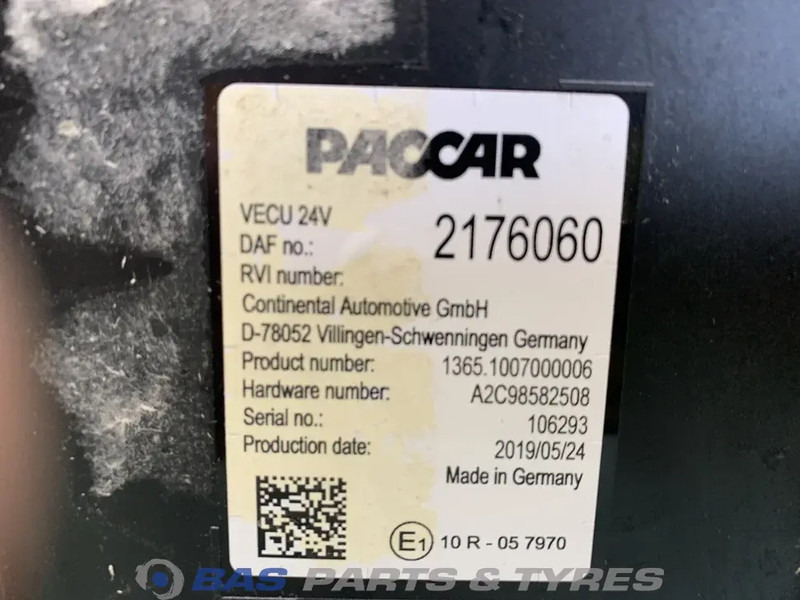 PACCAR
VECU 24V
DAF no.: 2176060
RVI number:
Continental Automotive GmbH
D-78052 Villingen-Schwenningen Germany
Product number: 1365.1007000006
Hardware number: A2C98582508
Serial no.: 106293
Production date: 2019/05/24
Made in Germany
E1 10 R - 05 7970
BAS PARTS & TYRES